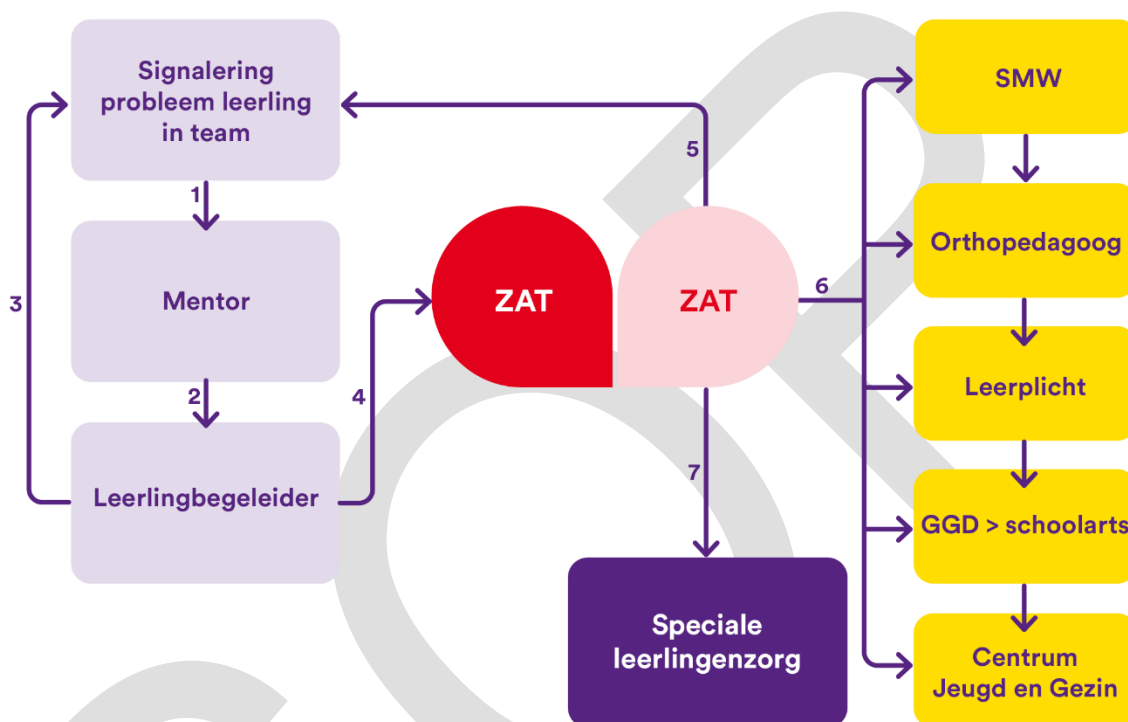 Signalering
probleem leerling
in team
1
Mentor
2
Leerlingbegeleider
3
4
ZAT
ZAT
5
6
7
Speciale
leerlingenzorg
SMW
Orthopedagoog
Leerplicht
GGD > schoolarts
Centrum
Jeugd en Gezin